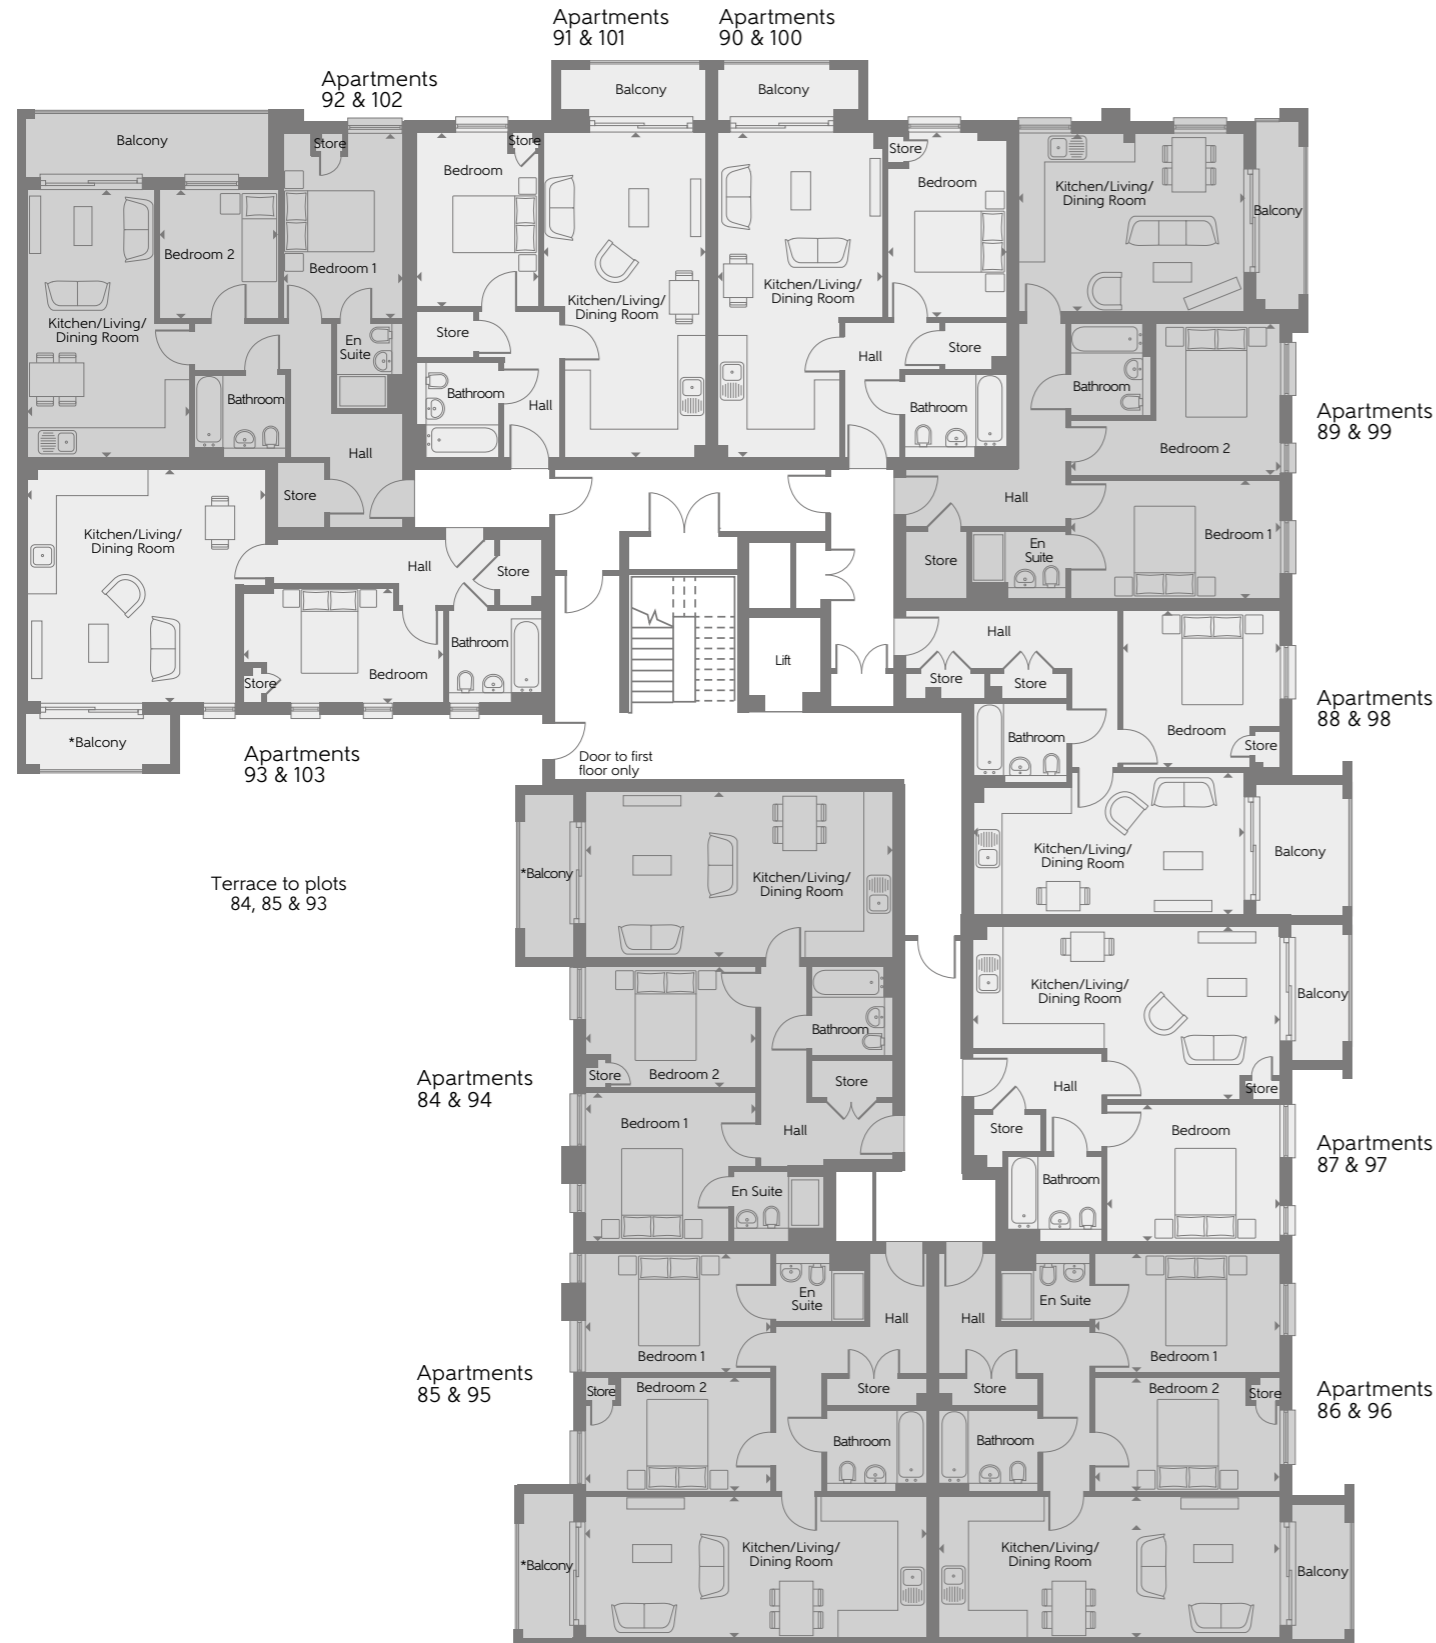 Apartments
91 & 101
Apartments
90 & 100
Apartments
92 & 102
Balcony
Balcony
Balcony
Store
Bedroom 2
Bedroom 1
Kitchen/Living/
Dining Room
En
Suite
Bathroom
Hall
Store
Store
Bedroom
Kitchen/Living/
Dining Room
Store
Bathroom
Hall
Kitchen/Living/
Dining Room
Store
Bedroom
Hall
Store
Bathroom
Kitchen/Living/
Dining Room
Balcony
Bathroom
Bedroom 2
Hall
Bedroom 1
En
Suite
Store
Apartments
89 & 99
Kitchen/Living/
Dining Room
Hall
Store
Bathroom
Bedroom
Store
*Balcony
Apartments
93 & 103
Lift
Door to first
floor only
Hall
Store
Store
Bathroom
Bedroom
Store
Kitchen/Living/
Dining Room
Balcony
Apartments
88 & 98
Terrace to plots
84, 85 & 93
*Balcony
Kitchen/Living/
Dining Room
Bathroom
Store
Bedroom 2
Store
Bedroom 1
Hall
En Suite
Apartments
84 & 94
Kitchen/Living/
Dining Room
Balcony
Hall
Store
Store
Bedroom
Bathroom
Apartments
87 & 97
En
Suite
Hall
Bedroom 1
Store
Bedroom 2
Store
Bathroom
Kitchen/Living/
Dining Room
*Balcony
Apartments
85 & 95
Hall
En Suite
Bedroom 1
Store
Bedroom 2
Store
Bathroom
Kitchen/Living/
Dining Room
Balcony
Apartments
86 & 96